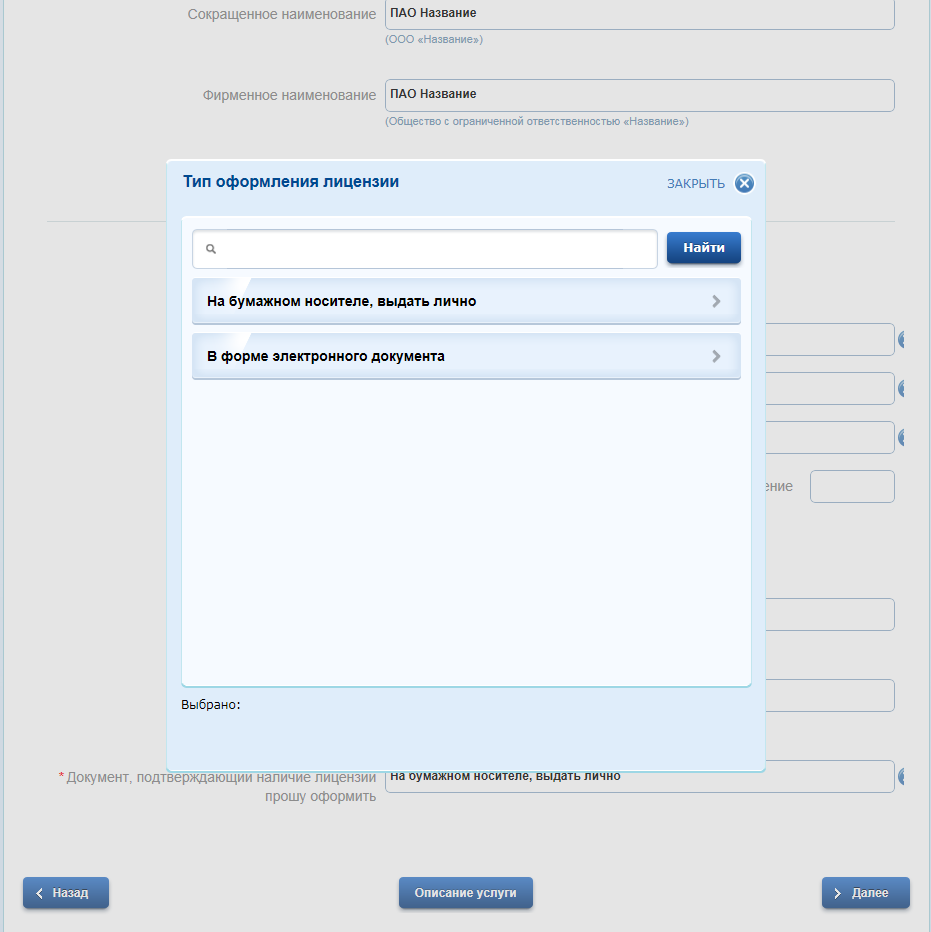 Сокращенное наименование ПАО Название
(ООО «Название»)
Фирменное наименование ПАО Название
(Общество с ограниченной ответственностью «Название»)
Тип оформления лицензии ЗАКРЫТЬ
Найти
На бумажном носителе, выдать лично
В форме электронного документа
ение
Выбрано:
* Документ, подтверждающий наличие лицензии На бумажном носителе, выдать лично
прошу оформить
Назад Описание услуги Далее